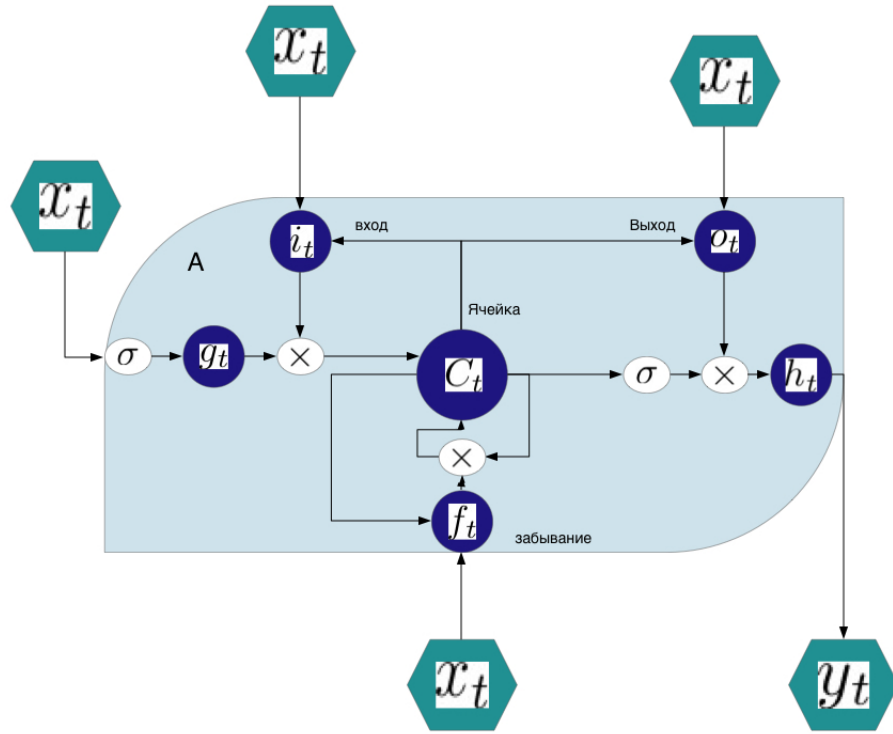 x_t
x_t
x_t
вход
Выход
i_t
o_t
A
Ячейка
σ
g_t
×
C_t
σ
×
h_t
×
f_t
забывание
x_t
y_t